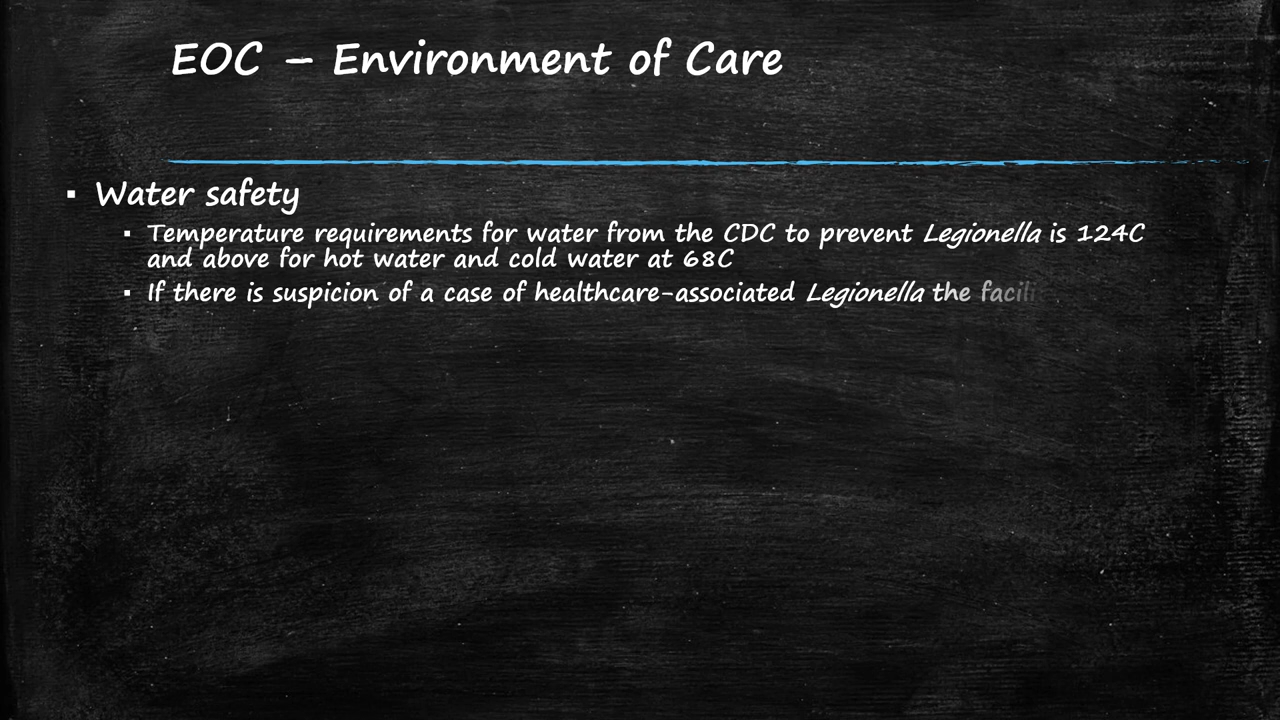 EOC – Environment of Care
▪ Water safety
▪ Temperature requirements for water from the CDC to prevent Legionella is 124C
and above for hot water and cold water at 68C
▪ If there is suspicion of a case of healthcare-associated Legionella the